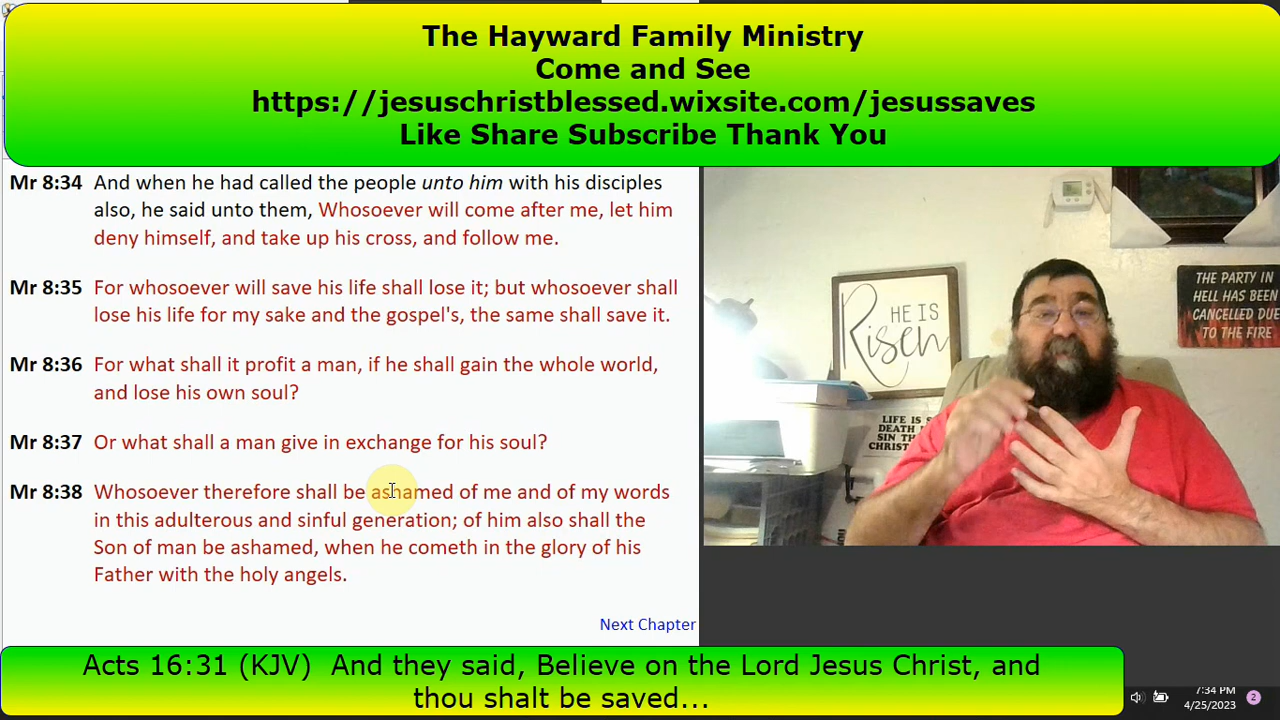 The Hayward Family Ministry
Come and See
https://jesuschristblessed.wixsite.com/jesussaves
Like Share Subscribe Thank You
Mr 8:34 And when he had called the people unto him with his disciples
also, he said unto them, Whosoever will come after me, let him
deny himself, and take up his cross, and follow me.
Mr 8:35 For whosoever will save his life shall lose it; but whosoever shall
lose his life for my sake and the gospel's, the same shall save it.
Mr 8:36 For what shall it profit a man, if he shall gain the whole world,
and lose his own soul?
Mr 8:37 Or what shall a man give in exchange for his soul?
Mr 8:38 Whosoever therefore shall be ashamed of me and of my words
in this adulterous and sinful generation; of him also shall the
Son of man be ashamed, when he cometh in the glory of his
Father with the holy angels.
Next Chapter
HE IS
Risen
THE PARTY IN
HELL HAS BEEN
CANCELLED DUE
TO THE FIRE
LIFE IS
DEATH
SIN TH
CHRIST
Acts 16:31 (KJV) And they said, Believe on the Lord Jesus Christ, and
thou shalt be saved...
7:34 PM
4/25/2023
2